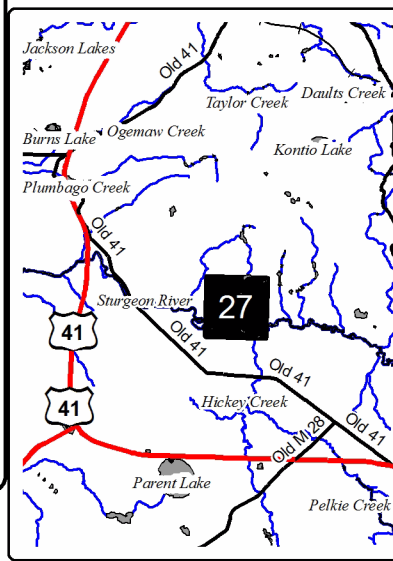 Jackson Lakes
Old 41
Taylor Creek
Daults Creek
Ogemaw Creek
Burns Lake
Kontio Lake
Plumbago Creek
Old 41
Sturgeon River
27
41
Old 41
Old 41
41
Hickey Creek
Old 41
Old M 28
Parent Lake
Pelkie Creek